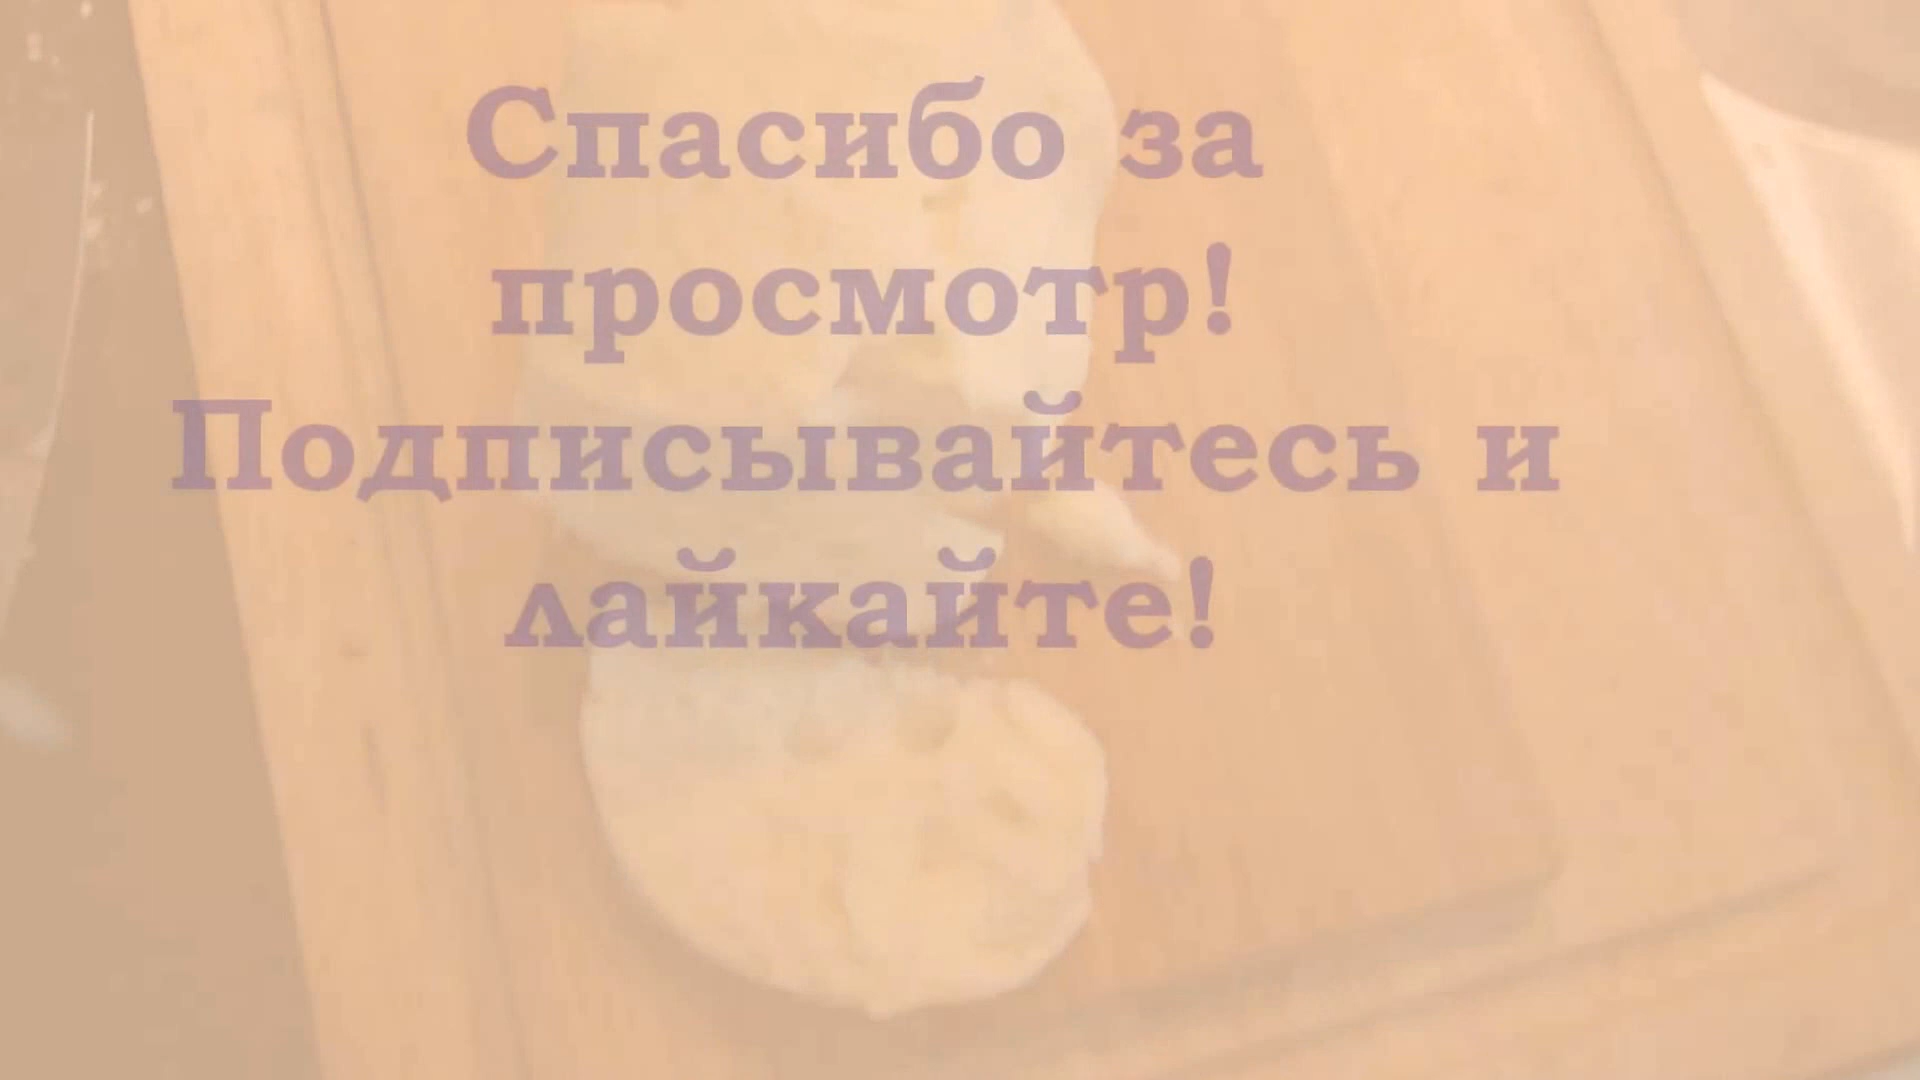 Спасибо за
просмотр!
Подписывайтесь и
лайкайте!